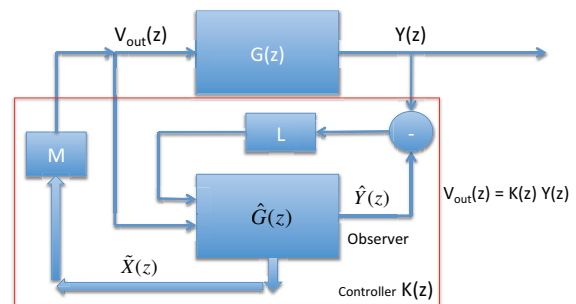 V_out(z)
Y(z)
G(z)
M
L
-
Ŷ(z)
V_out(z) = K(z) Y(z)
Ĝ(z)
Observer
X̃(z)
Controller K(z)